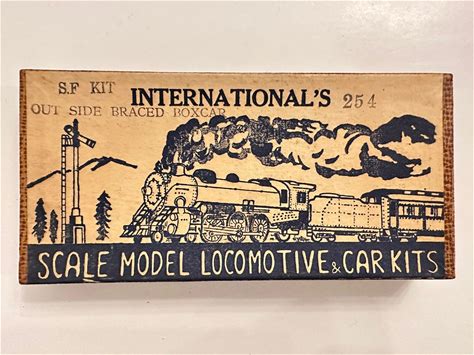 S.F KIT
INTERNATIONAL'S 254
OUT SIDE BRACED BOXCAR
SCALE MODEL LOCOMOTIVE & CAR KITS